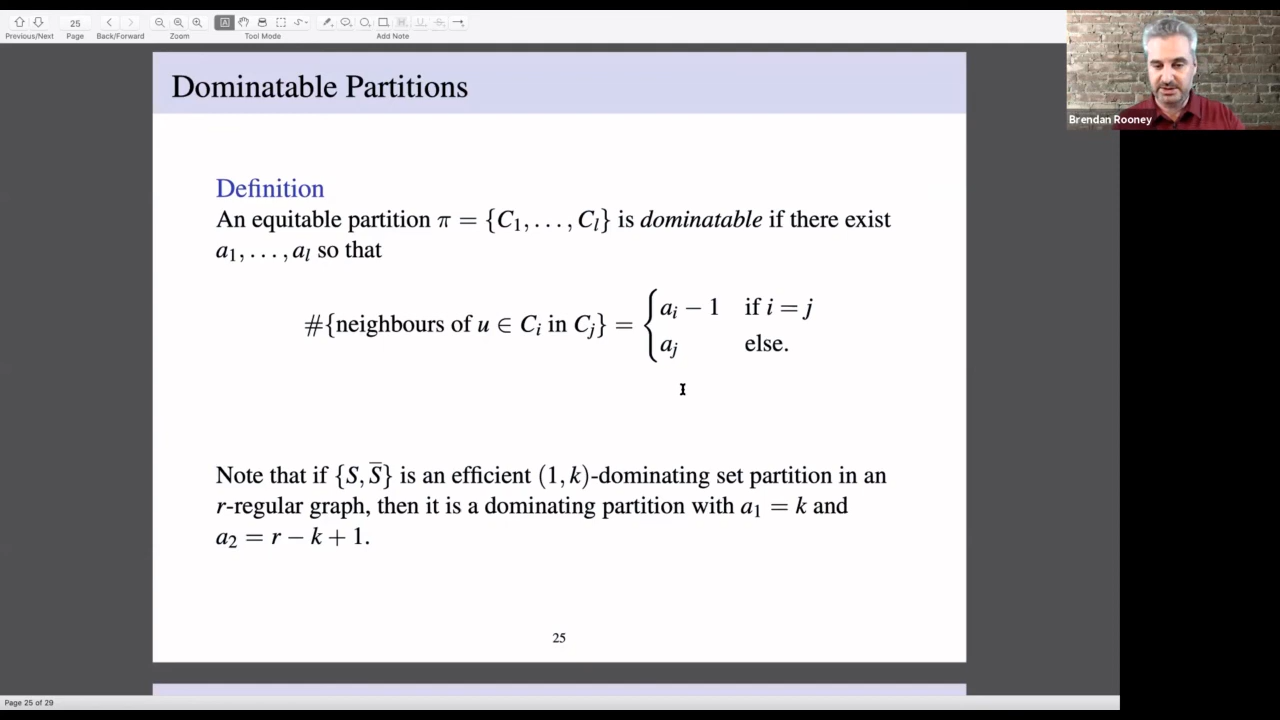 25
Previous/Next Page Back/Forward Zoom Tool Mode Add Note
Brendan Rooney
Dominatable Partitions
Definition
An equitable partition π = {C₁, . . . , Cₗ} is dominatable if there exist
a₁, . . . , aₗ so that
#{neighbours of u ∈ Cᵢ in Cⱼ} = { aᵢ − 1 if i = j
aⱼ else.
Note that if {S, S̅} is an efficient (1, k)-dominating set partition in an
r-regular graph, then it is a dominating partition with a₁ = k and
a₂ = r − k + 1.
25
Page 25 of 29